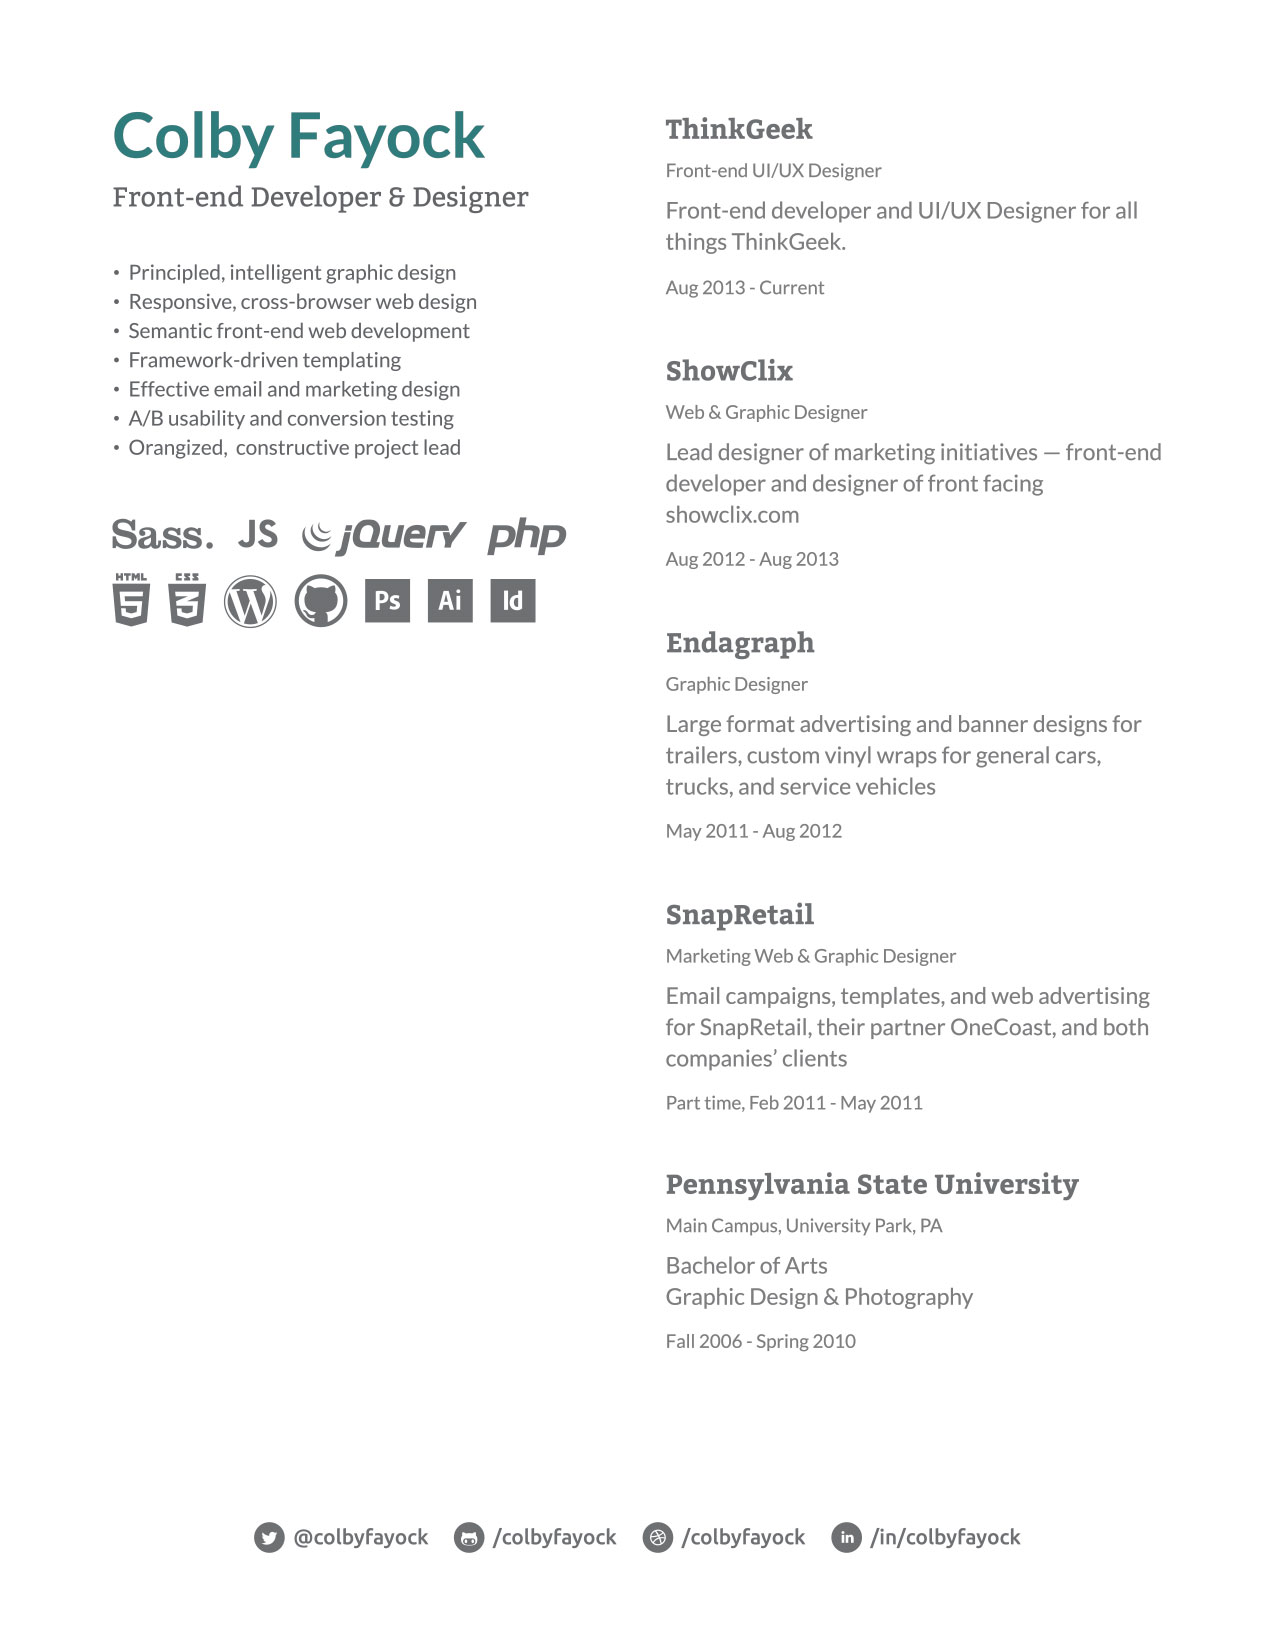 Colby Fayock
Front-end Developer & Designer
• Principled, intelligent graphic design
• Responsive, cross-browser web design
• Semantic front-end web development
• Framework-driven templating
• Effective email and marketing design
• A/B usability and conversion testing
• Orangized,  constructive project lead
Sass. JS jQuery php
HTML 5 CSS 3 W Ps Ai Id
ThinkGeek
Front-end UI/UX Designer
Front-end developer and UI/UX Designer for all
things ThinkGeek.
Aug 2013 - Current
ShowClix
Web & Graphic Designer
Lead designer of marketing initiatives — front-end
developer and designer of front facing
showclix.com
Aug 2012 - Aug 2013
Endagraph
Graphic Designer
Large format advertising and banner designs for
trailers, custom vinyl wraps for general cars,
trucks, and service vehicles
May 2011 - Aug 2012
SnapRetail
Marketing Web & Graphic Designer
Email campaigns, templates, and web advertising
for SnapRetail, their partner OneCoast, and both
companies’ clients
Part time, Feb 2011 - May 2011
Pennsylvania State University
Main Campus, University Park, PA
Bachelor of Arts
Graphic Design & Photography
Fall 2006 - Spring 2010
@colbyfayock /colbyfayock /colbyfayock in /in/colbyfayock